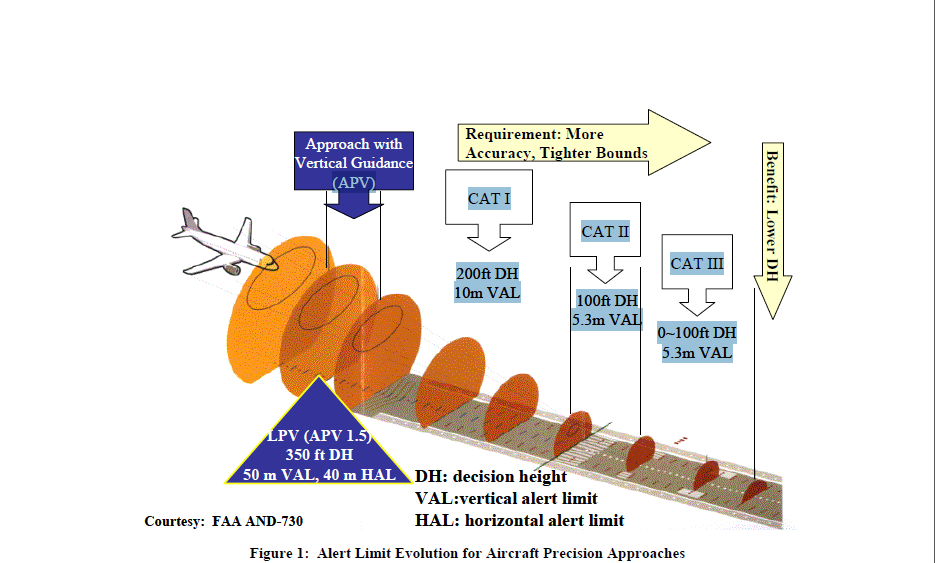 Approach with
Vertical Guidance
(APV)
Requirement: More
Accuracy, Tighter Bounds
Benefit: Lower DH
CAT I
200ft DH
10m VAL
CAT II
100ft DH
5.3m VAL
CAT III
0~100ft DH
5.3m VAL
LPV (APV 1.5)
350 ft DH
50 m VAL, 40 m HAL
DH: decision height
VAL:vertical alert limit
HAL: horizontal alert limit
Courtesy: FAA AND-730
Figure 1: Alert Limit Evolution for Aircraft Precision Approaches